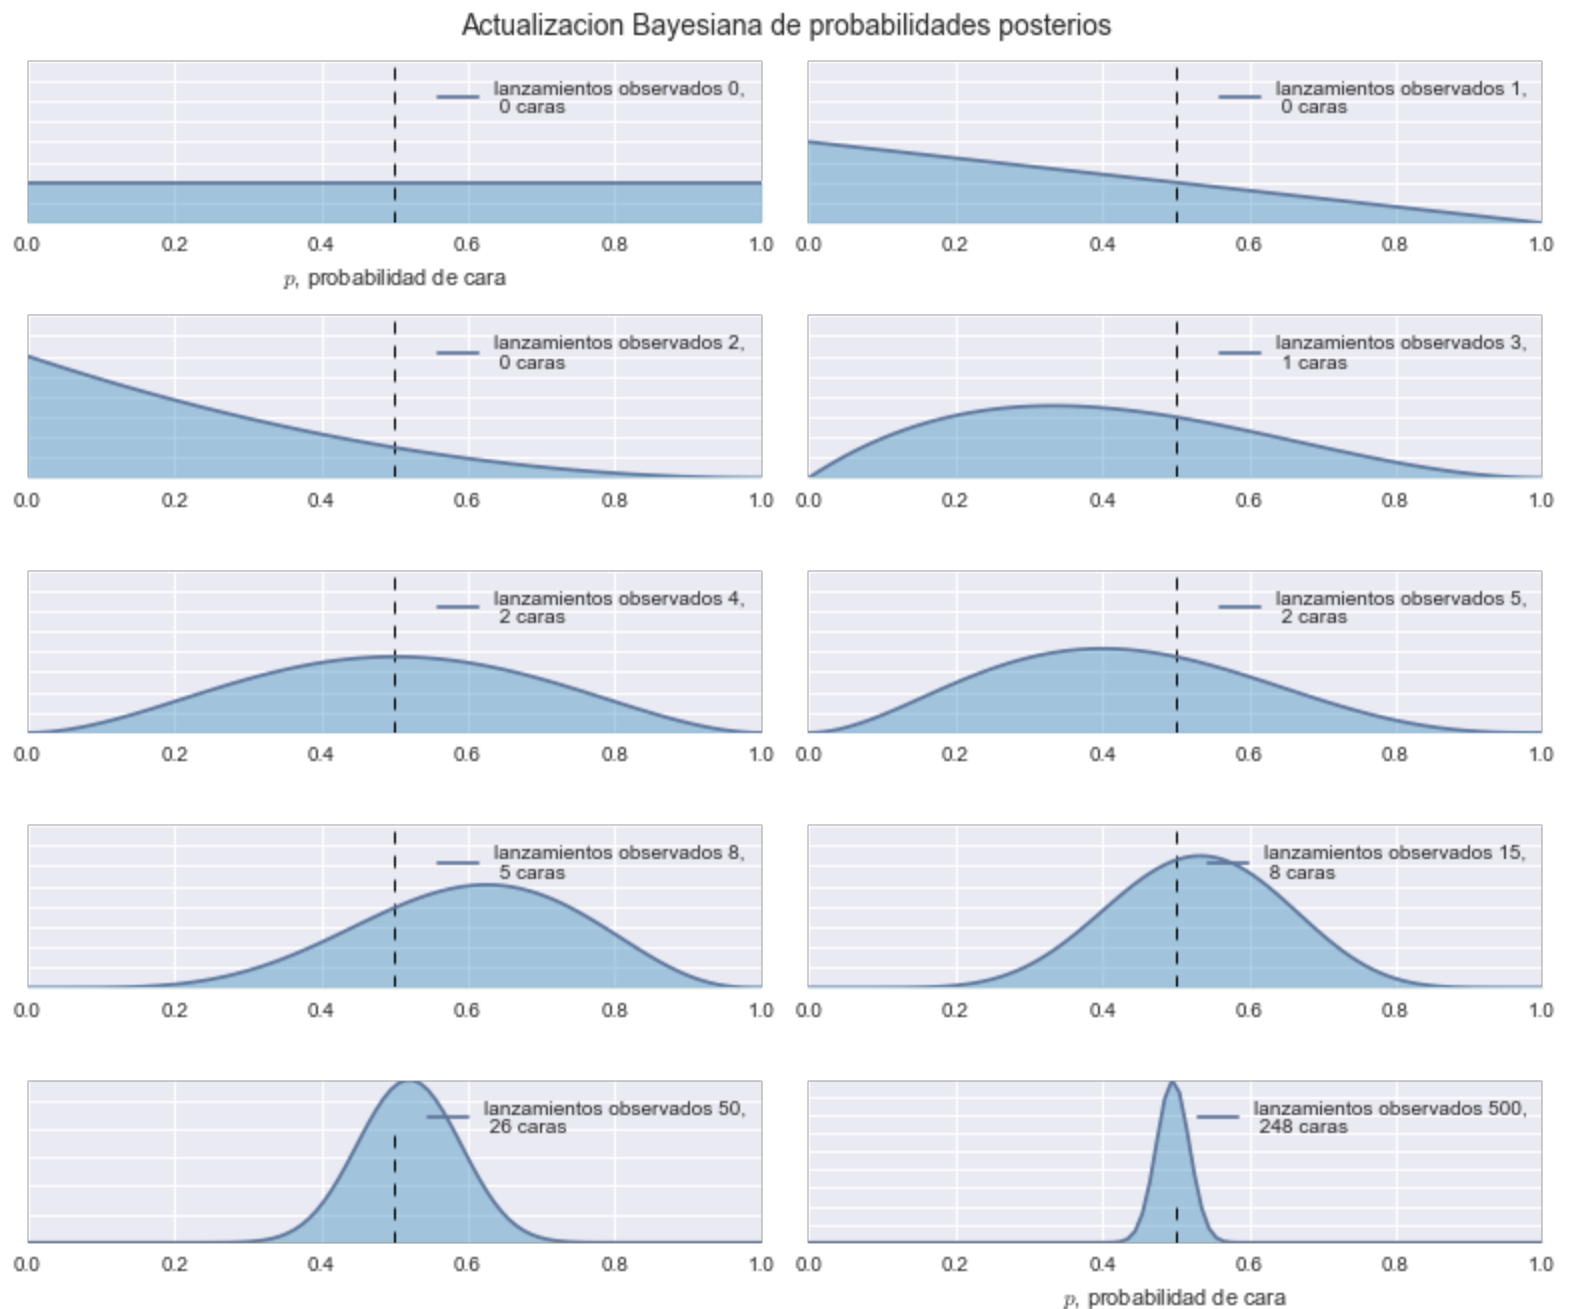 Actualizacion Bayesiana de probabilidades posterios
lanzamientos observados 0,
0 caras
0.0 0.2 0.4 0.6 0.8 1.0
p, probabilidad de cara
lanzamientos observados 1,
0 caras
0.0 0.2 0.4 0.6 0.8 1.0
lanzamientos observados 2,
0 caras
0.0 0.2 0.4 0.6 0.8 1.0
lanzamientos observados 3,
1 caras
0.0 0.2 0.4 0.6 0.8 1.0
lanzamientos observados 4,
2 caras
0.0 0.2 0.4 0.6 0.8 1.0
lanzamientos observados 5,
2 caras
0.0 0.2 0.4 0.6 0.8 1.0
lanzamientos observados 8,
5 caras
0.0 0.2 0.4 0.6 0.8 1.0
lanzamientos observados 15,
8 caras
0.0 0.2 0.4 0.6 0.8 1.0
lanzamientos observados 50,
26 caras
0.0 0.2 0.4 0.6 0.8 1.0
lanzamientos observados 500,
248 caras
0.0 0.2 0.4 0.6 0.8 1.0
p, probabilidad de cara